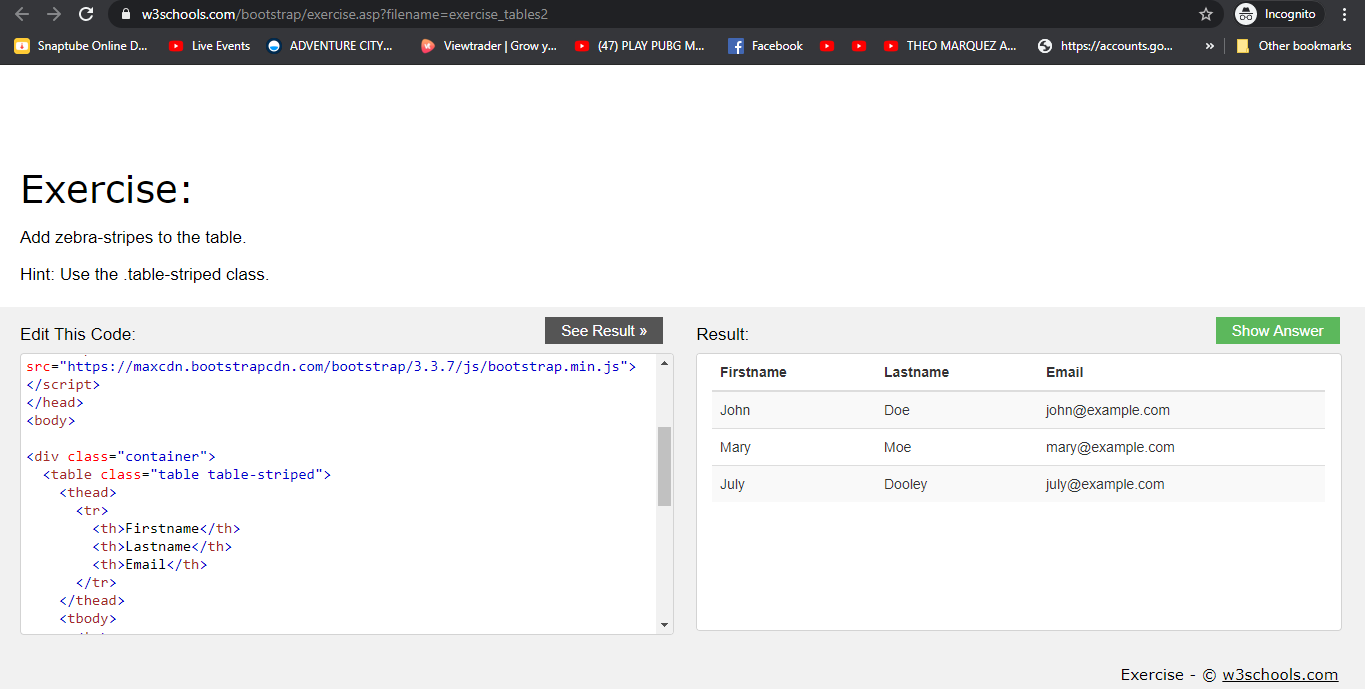 w3schools.com/bootstrap/exercise.asp?filename=exercise_tables2
Incognito
Snaptube Online D...
Live Events
ADVENTURE CITY...
Viewtrader | Grow y...
(47) PLAY PUBG M...
Facebook
THEO MARQUEZ A...
https://accounts.go...
»
Other bookmarks
Exercise:
Add zebra-stripes to the table.
Hint: Use the .table-striped class.
Edit This Code:
See Result »
src="https://maxcdn.bootstrapcdn.com/bootstrap/3.3.7/js/bootstrap.min.js">
</script>
</head>
<body>
<div class="container">
<table class="table table-striped">
<thead>
<tr>
<th>Firstname</th>
<th>Lastname</th>
<th>Email</th>
</tr>
</thead>
<tbody>
Result:
Show Answer
Firstname Lastname Email
John Doe john@example.com
Mary Moe mary@example.com
July Dooley july@example.com
Exercise - © w3schools.com